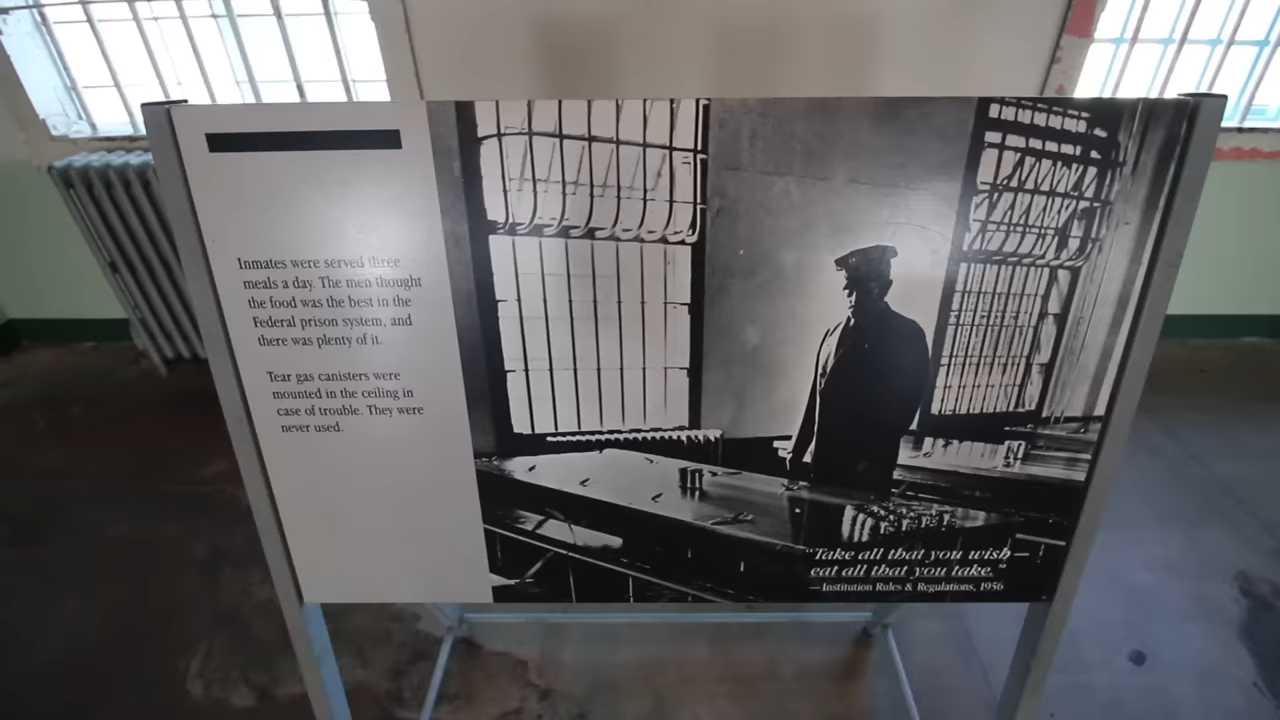 Inmates were served three
meals a day. The men thought
the food was the best in the
Federal prison system, and
there was plenty of it.
Tear gas canisters were
mounted in the ceiling in
case of trouble. They were
never used.
"Take all that you wish—
eat all that you take."
—Institution Rules & Regulations, 1956